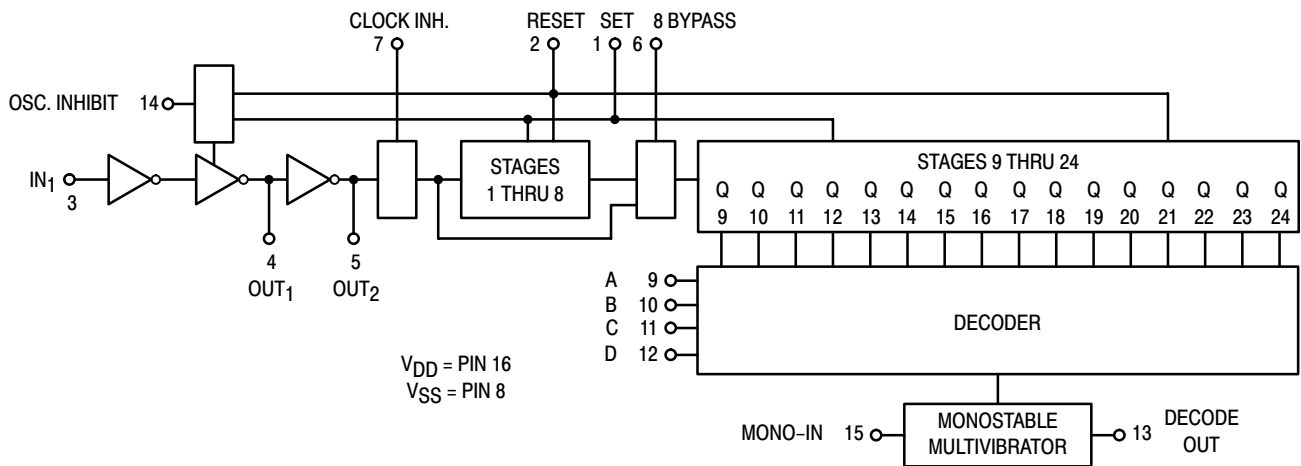 CLOCK INH. RESET SET 8 BYPASS
7 2 1 6
OSC. INHIBIT 14
IN1
3
STAGES
1 THRU 8
STAGES 9 THRU 24
Q Q Q Q Q Q Q Q Q Q Q Q Q Q Q Q
9 10 11 12 13 14 15 16 17 18 19 20 21 22 23 24
4 5
OUT1 OUT2
A 9
B 10
C 11
D 12
DECODER
VDD = PIN 16
VSS = PIN 8
MONO–IN 15
MONOSTABLE
MULTIVIBRATOR
13 DECODE
OUT